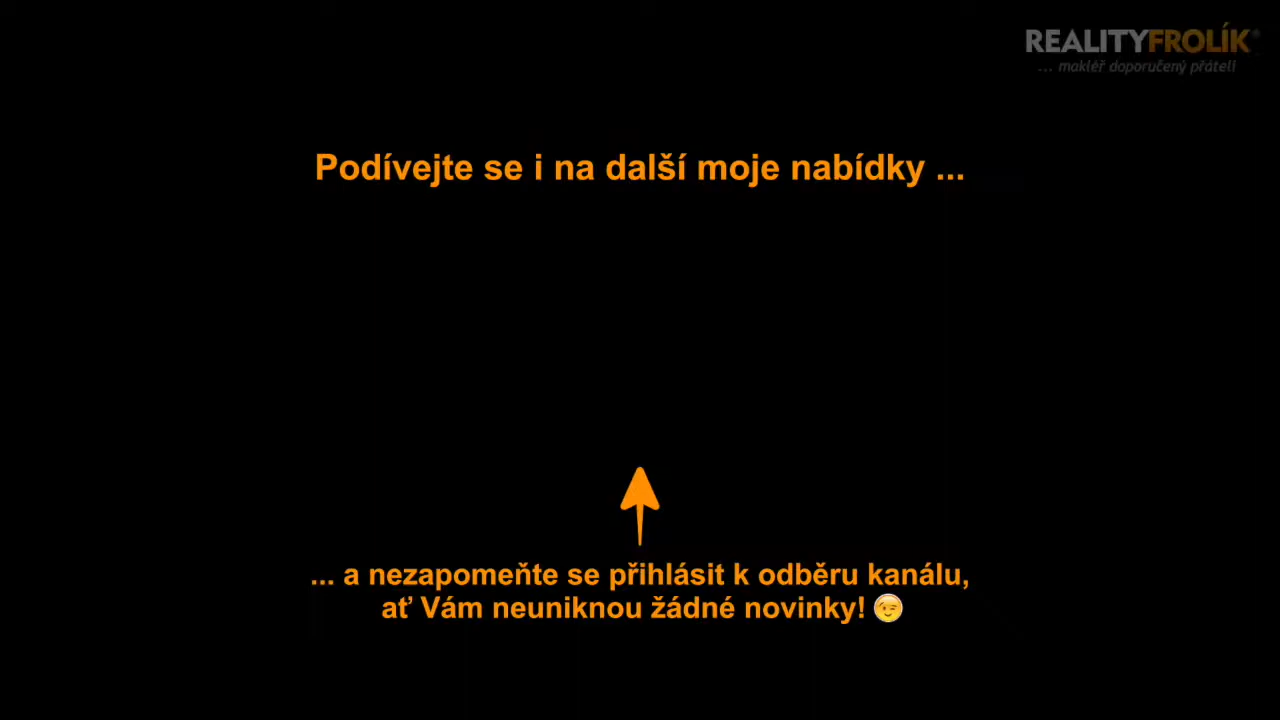 REALITYFROLÍK®
... makléř doporučený přáteli
Podívejte se i na další moje nabídky ...
... a nezapomeňte se přihlásit k odběru kanálu,
ať Vám neuniknou žádné novinky! 😉